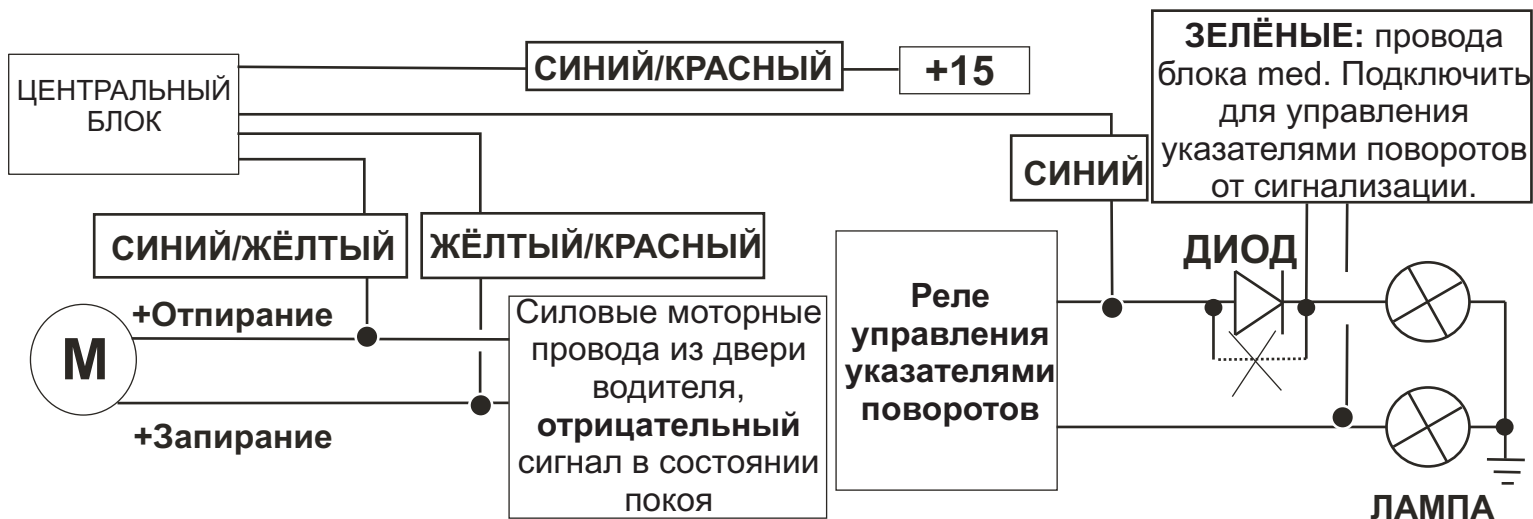 ЦЕНТРАЛЬНЫЙ
БЛОК
СИНИЙ/КРАСНЫЙ
+15
ЗЕЛЁНЫЕ: провода
блока med. Подключить
для управления
указателями поворотов
от сигнализации.
СИНИЙ
СИНИЙ/ЖЁЛТЫЙ
ЖЁЛТЫЙ/КРАСНЫЙ
М
+Отпирание
+Запирание
Силовые моторные
провода из двери
водителя,
отрицательный
сигнал в состоянии
покоя
Реле
управления
указателями
поворотов
ДИОД
ЛАМПА